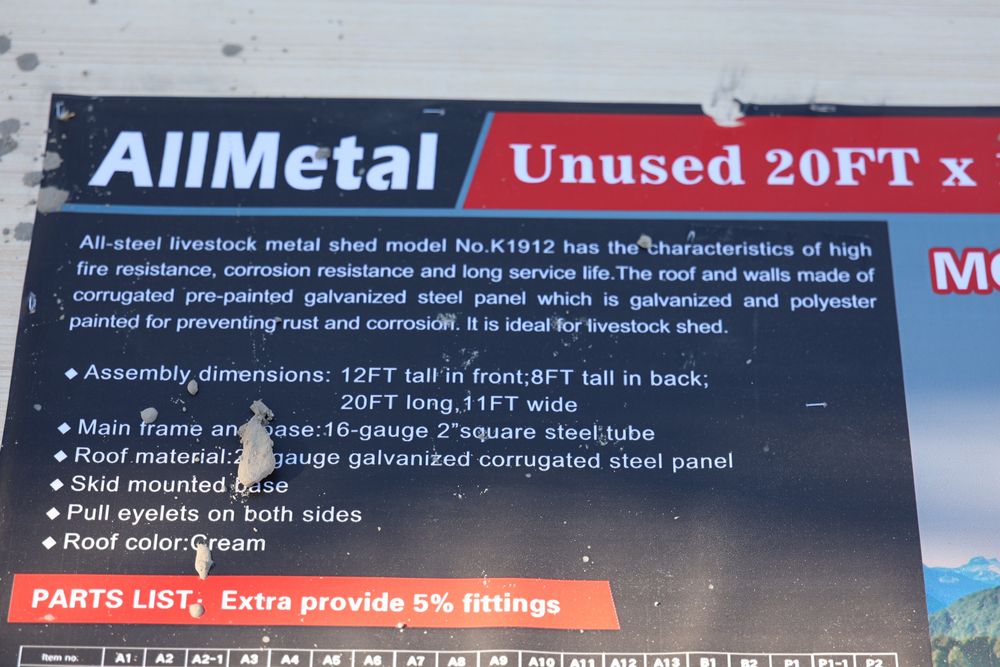 AllMetal Unused 20FT x
All-steel livestock metal shed model No.K1912 has the characteristics of high
fire resistance, corrosion resistance and long service life.The roof and walls made of
corrugated pre-painted galvanized steel panel which is galvanized and polyester
painted for preventing rust and corrosion. It is ideal for livestock shed.
◆ Assembly dimensions: 12FT tall in front;8FT tall in back;
20FT long,11FT wide
◆ Main frame and base:16-gauge 2”square steel tube
◆ Roof material: gauge galvanized corrugated steel panel
◆ Skid mounted base
◆ Pull eyelets on both sides
◆ Roof color:Cream
PARTS LIST: Extra provide 5% fittings
Item no. A1 A2 A2-1 A3 A4 A5 A6 A7 A8 A9 A10 A11 A12 A13 B1 B2 P1 P1-1 P2